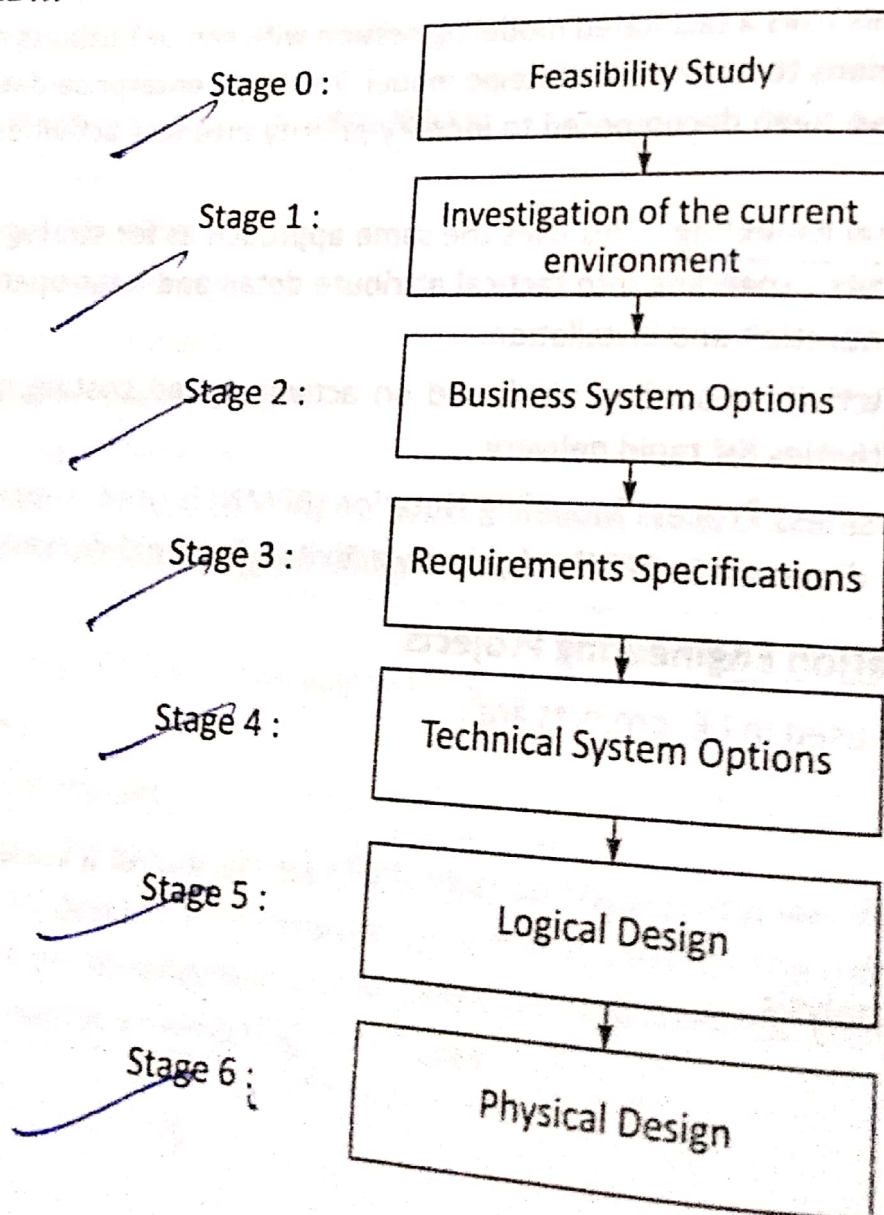 Stage 0 :
Feasibility Study
Stage 1 :
Investigation of the current
environment
Stage 2 :
Business System Options
Stage 3 :
Requirements Specifications
Stage 4 :
Technical System Options
Stage 5 :
Logical Design
Stage 6 :
Physical Design